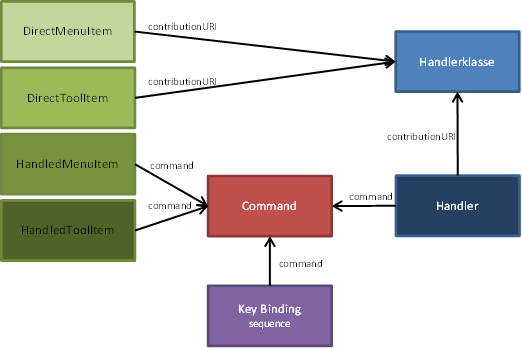 DirectMenuItem
contributionURI
Handlerklasse
contributionURI
DirectToolItem
contributionURI
HandledMenuItem
command
command
HandledToolItem
Command
command
Handler
command
Key Binding
sequence